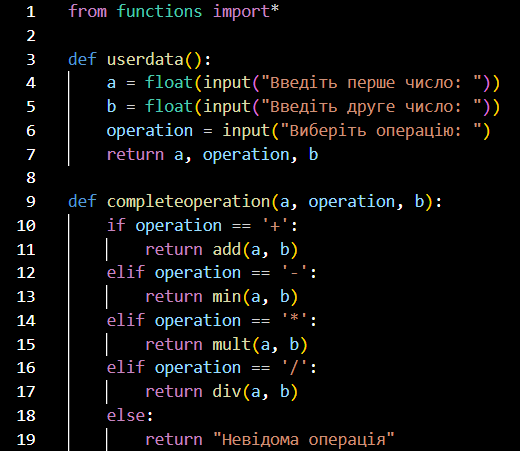 1 from functions import*
2
3 def userdata():
4     a = float(input("Введіть перше число: "))
5     b = float(input("Введіть друге число: "))
6     operation = input("Виберіть операцію: ")
7     return a, operation, b
8
9 def completeoperation(a, operation, b):
10     if operation == '+':
11         return add(a, b)
12     elif operation == '-':
13         return min(a, b)
14     elif operation == '*':
15         return mult(a, b)
16     elif operation == '/':
17         return div(a, b)
18     else:
19         return "Невідома операція"